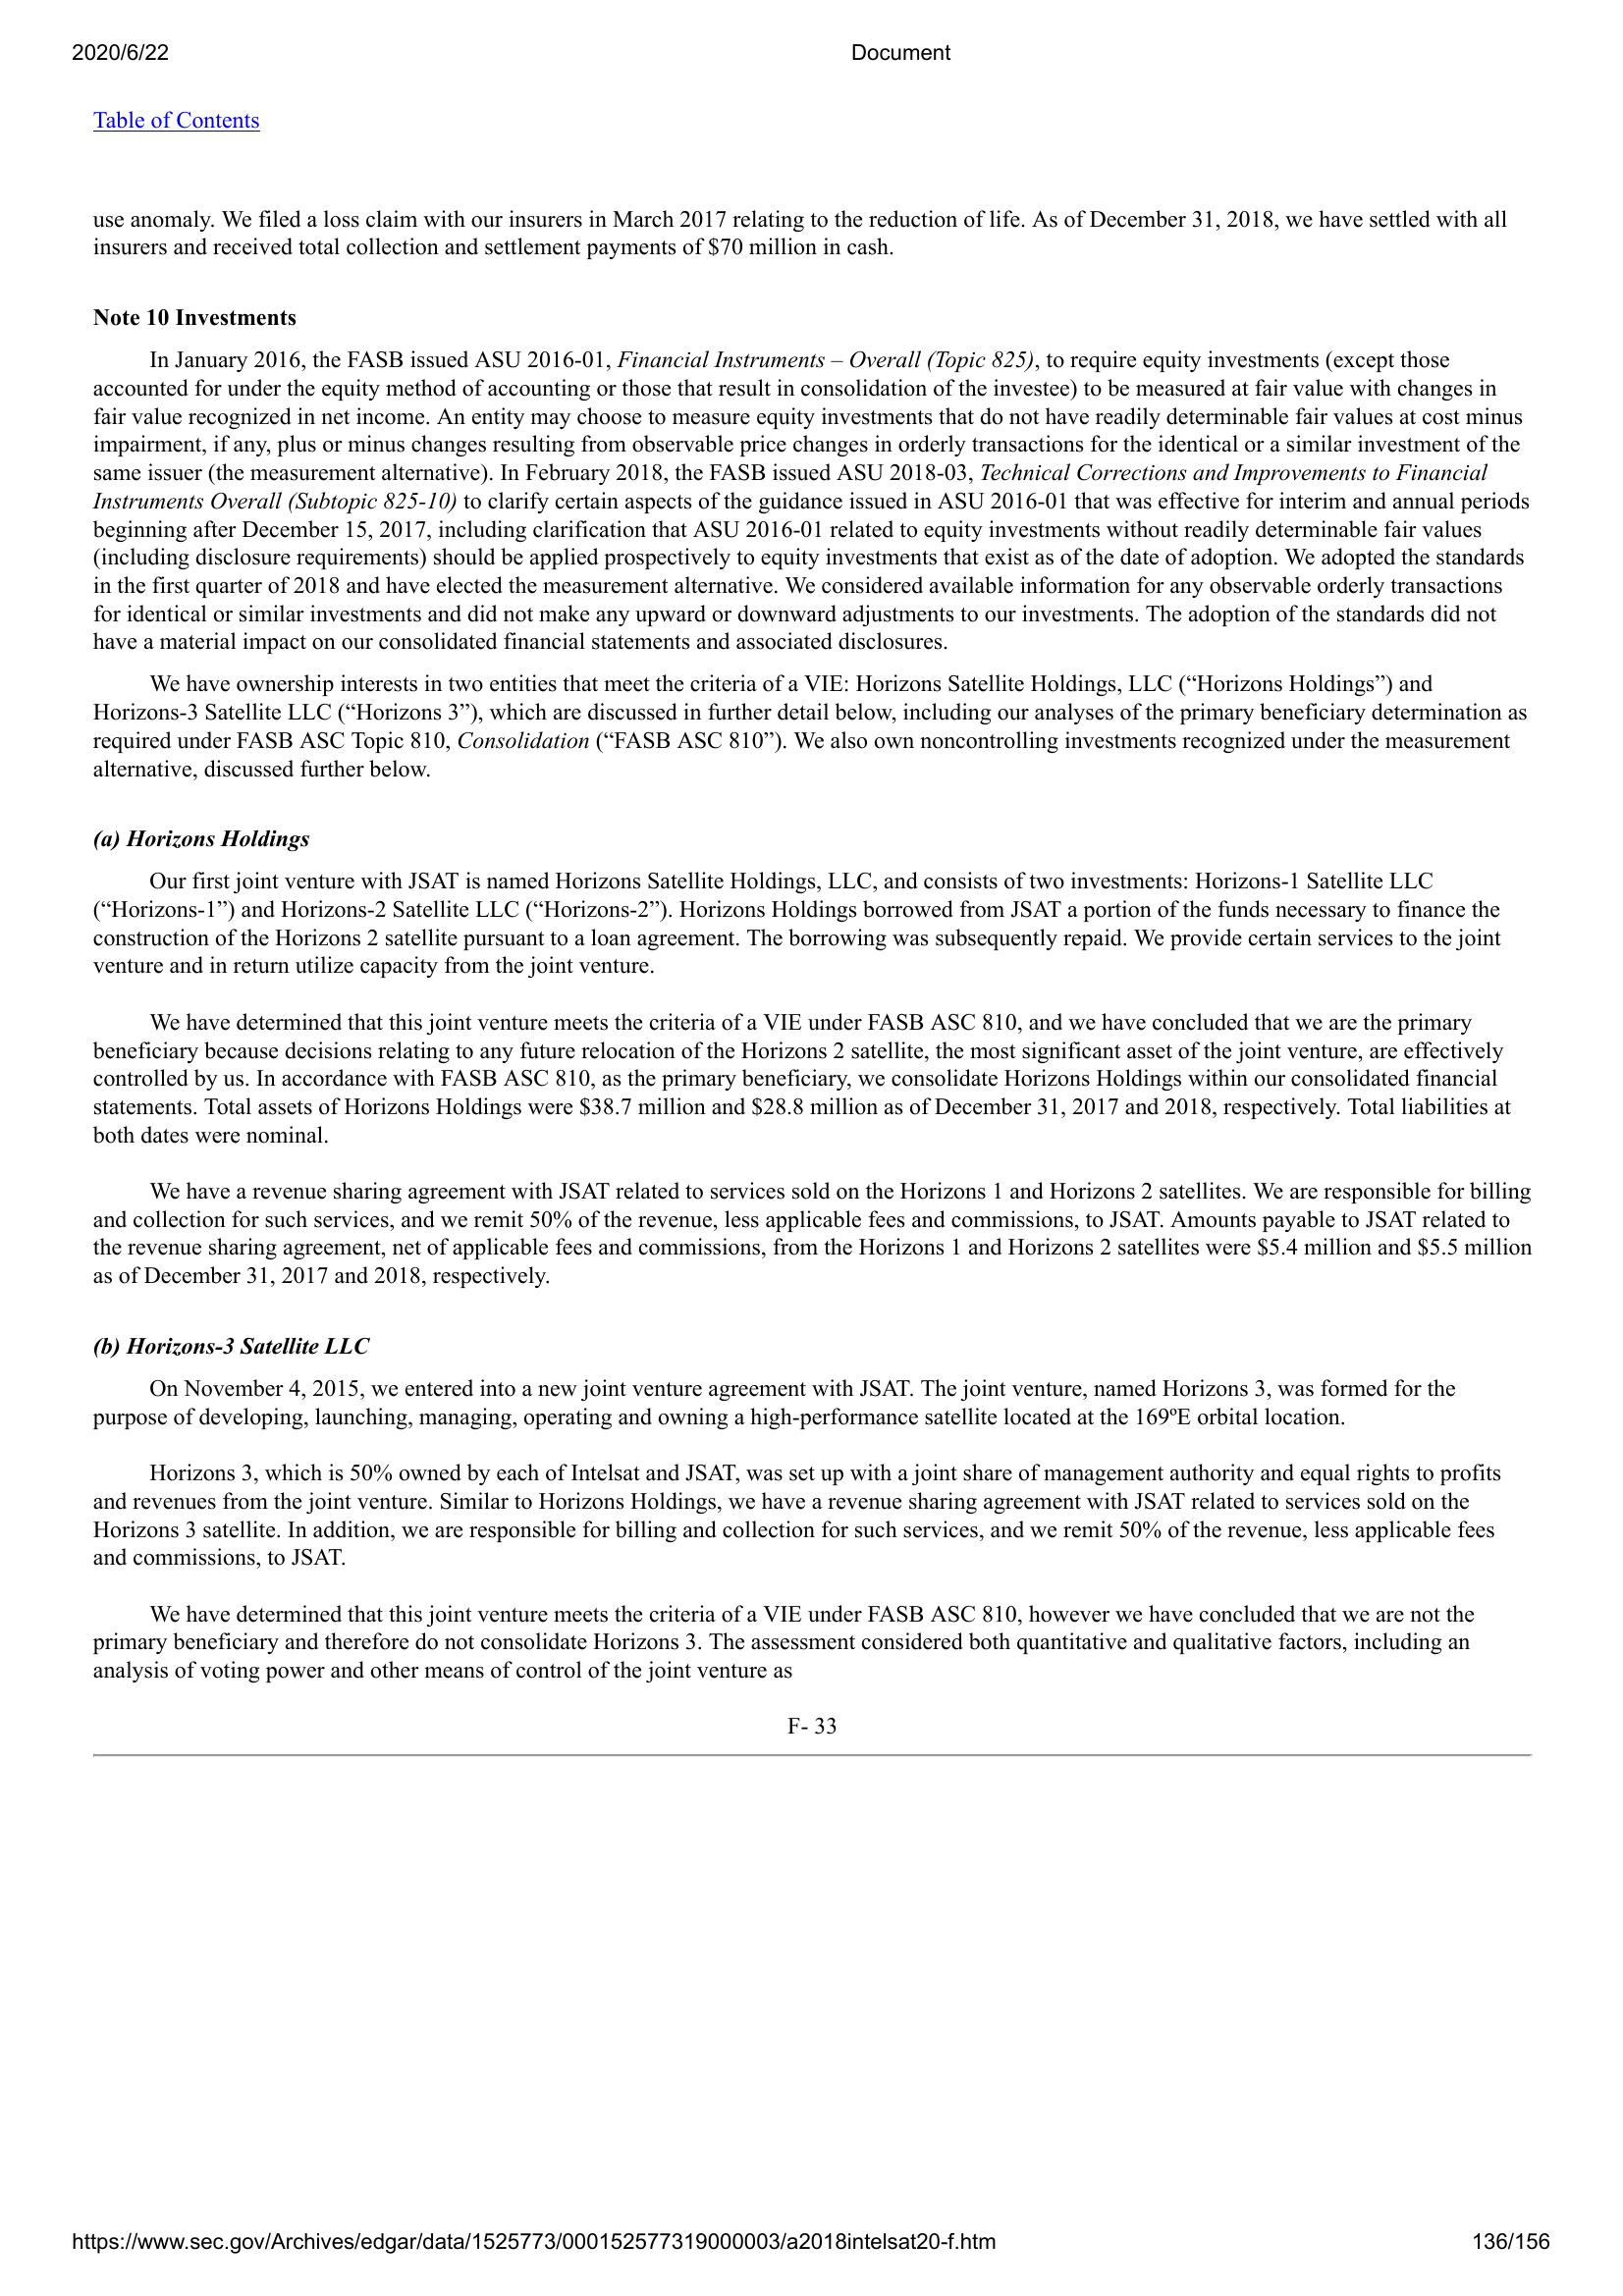 2020/6/22
Document
Table of Contents
use anomaly. We filed a loss claim with our insurers in March 2017 relating to the reduction of life. As of December 31, 2018, we have settled with all
insurers and received total collection and settlement payments of $70 million in cash.
Note 10 Investments
In January 2016, the FASB issued ASU 2016-01, Financial Instruments – Overall (Topic 825), to require equity investments (except those
accounted for under the equity method of accounting or those that result in consolidation of the investee) to be measured at fair value with changes in
fair value recognized in net income. An entity may choose to measure equity investments that do not have readily determinable fair values at cost minus
impairment, if any, plus or minus changes resulting from observable price changes in orderly transactions for the identical or a similar investment of the
same issuer (the measurement alternative). In February 2018, the FASB issued ASU 2018-03, Technical Corrections and Improvements to Financial
Instruments Overall (Subtopic 825-10) to clarify certain aspects of the guidance issued in ASU 2016-01 that was effective for interim and annual periods
beginning after December 15, 2017, including clarification that ASU 2016-01 related to equity investments without readily determinable fair values
(including disclosure requirements) should be applied prospectively to equity investments that exist as of the date of adoption. We adopted the standards
in the first quarter of 2018 and have elected the measurement alternative. We considered available information for any observable orderly transactions
for identical or similar investments and did not make any upward or downward adjustments to our investments. The adoption of the standards did not
have a material impact on our consolidated financial statements and associated disclosures.
We have ownership interests in two entities that meet the criteria of a VIE: Horizons Satellite Holdings, LLC (“Horizons Holdings”) and
Horizons-3 Satellite LLC (“Horizons 3”), which are discussed in further detail below, including our analyses of the primary beneficiary determination as
required under FASB ASC Topic 810, Consolidation (“FASB ASC 810”). We also own noncontrolling investments recognized under the measurement
alternative, discussed further below.
(a) Horizons Holdings
Our first joint venture with JSAT is named Horizons Satellite Holdings, LLC, and consists of two investments: Horizons-1 Satellite LLC
(“Horizons-1”) and Horizons-2 Satellite LLC (“Horizons-2”). Horizons Holdings borrowed from JSAT a portion of the funds necessary to finance the
construction of the Horizons 2 satellite pursuant to a loan agreement. The borrowing was subsequently repaid. We provide certain services to the joint
venture and in return utilize capacity from the joint venture.
We have determined that this joint venture meets the criteria of a VIE under FASB ASC 810, and we have concluded that we are the primary
beneficiary because decisions relating to any future relocation of the Horizons 2 satellite, the most significant asset of the joint venture, are effectively
controlled by us. In accordance with FASB ASC 810, as the primary beneficiary, we consolidate Horizons Holdings within our consolidated financial
statements. Total assets of Horizons Holdings were $38.7 million and $28.8 million as of December 31, 2017 and 2018, respectively. Total liabilities at
both dates were nominal.
We have a revenue sharing agreement with JSAT related to services sold on the Horizons 1 and Horizons 2 satellites. We are responsible for billing
and collection for such services, and we remit 50% of the revenue, less applicable fees and commissions, to JSAT. Amounts payable to JSAT related to
the revenue sharing agreement, net of applicable fees and commissions, from the Horizons 1 and Horizons 2 satellites were $5.4 million and $5.5 million
as of December 31, 2017 and 2018, respectively.
(b) Horizons-3 Satellite LLC
On November 4, 2015, we entered into a new joint venture agreement with JSAT. The joint venture, named Horizons 3, was formed for the
purpose of developing, launching, managing, operating and owning a high-performance satellite located at the 169ºE orbital location.
Horizons 3, which is 50% owned by each of Intelsat and JSAT, was set up with a joint share of management authority and equal rights to profits
and revenues from the joint venture. Similar to Horizons Holdings, we have a revenue sharing agreement with JSAT related to services sold on the
Horizons 3 satellite. In addition, we are responsible for billing and collection for such services, and we remit 50% of the revenue, less applicable fees
and commissions, to JSAT.
We have determined that this joint venture meets the criteria of a VIE under FASB ASC 810, however we have concluded that we are not the
primary beneficiary and therefore do not consolidate Horizons 3. The assessment considered both quantitative and qualitative factors, including an
analysis of voting power and other means of control of the joint venture as
F- 33
https://www.sec.gov/Archives/edgar/data/1525773/000152577319000003/a2018intelsat20-f.htm
136/156